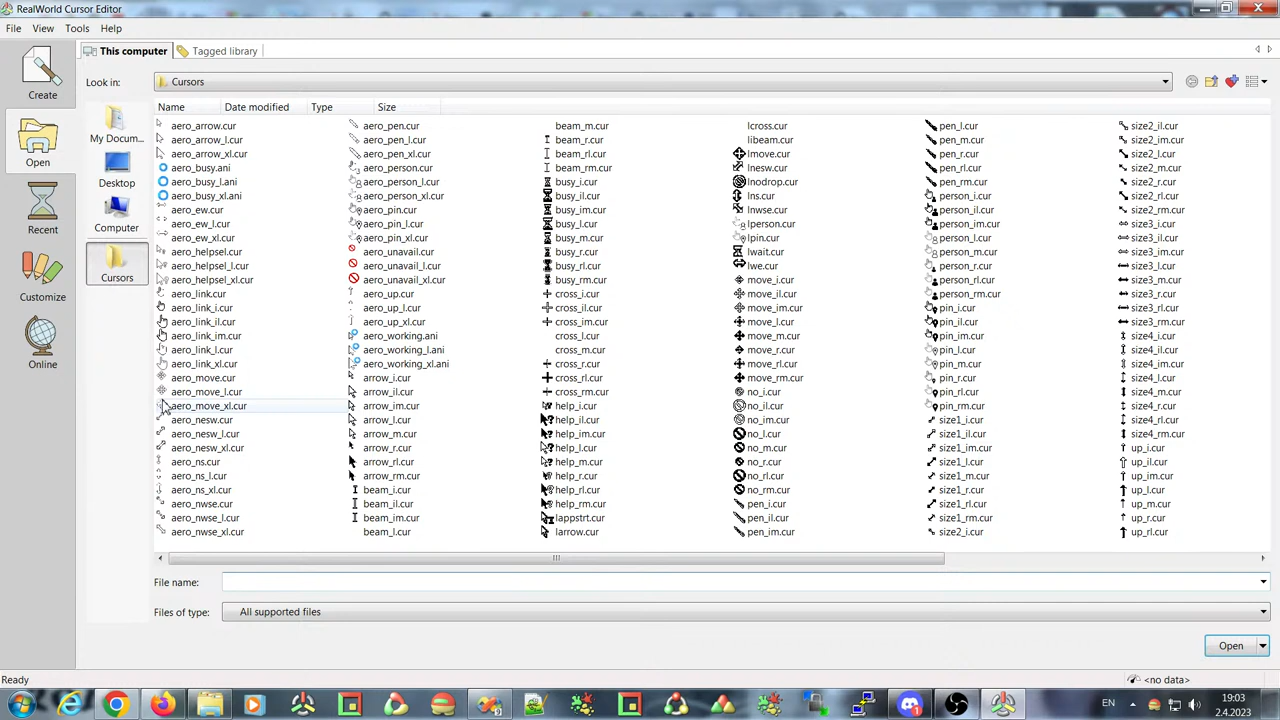 RealWorld Cursor Editor
File View Tools Help
This computer Tagged library
Look in: Cursors
Create
Open
Recent
Customize
Online
My Docum...
Desktop
Computer
Cursors
Name Date modified Type Size
aero_arrow.cur aero_pen.cur beam_m.cur lcross.cur pen_l.cur size2_il.cur
aero_arrow_l.cur aero_pen_l.cur beam_r.cur libeam.cur pen_m.cur size2_im.cur
aero_arrow_xl.cur aero_pen_xl.cur beam_rl.cur lmove.cur pen_r.cur size2_l.cur
aero_busy.ani aero_person.cur beam_rm.cur lnesw.cur pen_rl.cur size2_m.cur
aero_busy_l.ani aero_person_l.cur busy_i.cur lnodrop.cur pen_rm.cur size2_r.cur
aero_busy_xl.ani aero_person_xl.cur busy_il.cur lns.cur person_i.cur size2_rl.cur
aero_ew.cur aero_pin.cur busy_im.cur lnwse.cur person_il.cur size2_rm.cur
aero_ew_l.cur aero_pin_l.cur busy_l.cur lperson.cur person_im.cur size3_i.cur
aero_ew_xl.cur aero_pin_xl.cur busy_m.cur lpin.cur person_l.cur size3_il.cur
aero_helpsel.cur aero_unavail.cur busy_r.cur lwait.cur person_m.cur size3_im.cur
aero_helpsel_l.cur aero_unavail_l.cur busy_rl.cur lwe.cur person_r.cur size3_l.cur
aero_helpsel_xl.cur aero_unavail_xl.cur busy_rm.cur move_i.cur person_rl.cur size3_m.cur
aero_link.cur aero_up.cur cross_i.cur move_il.cur person_rm.cur size3_r.cur
aero_link_i.cur aero_up_l.cur cross_il.cur move_im.cur pin_i.cur size3_rl.cur
aero_link_il.cur aero_up_xl.cur cross_im.cur move_l.cur pin_il.cur size3_rm.cur
aero_link_im.cur aero_working.ani cross_l.cur move_m.cur pin_im.cur size4_i.cur
aero_link_l.cur aero_working_l.ani cross_m.cur move_r.cur pin_l.cur size4_il.cur
aero_link_xl.cur aero_working_xl.ani cross_r.cur move_rl.cur pin_m.cur size4_im.cur
aero_move.cur arrow_i.cur cross_rl.cur move_rm.cur pin_r.cur size4_l.cur
aero_move_l.cur arrow_il.cur cross_rm.cur no_i.cur pin_rl.cur size4_m.cur
aero_move_xl.cur arrow_im.cur help_i.cur no_il.cur pin_rm.cur size4_r.cur
aero_nesw.cur arrow_l.cur help_il.cur no_im.cur size1_i.cur size4_rl.cur
aero_nesw_l.cur arrow_m.cur help_im.cur no_l.cur size1_il.cur size4_rm.cur
aero_nesw_xl.cur arrow_r.cur help_l.cur no_m.cur size1_im.cur up_i.cur
aero_ns.cur arrow_rl.cur help_m.cur no_r.cur size1_l.cur up_il.cur
aero_ns_l.cur arrow_rm.cur help_r.cur no_rl.cur size1_m.cur up_im.cur
aero_ns_xl.cur beam_i.cur help_rl.cur no_rm.cur size1_r.cur up_l.cur
aero_nwse.cur beam_il.cur help_rm.cur pen_i.cur size1_rl.cur up_m.cur
aero_nwse_l.cur beam_im.cur lappstrt.cur pen_il.cur size1_rm.cur up_r.cur
aero_nwse_xl.cur beam_l.cur larrow.cur pen_im.cur size2_i.cur up_rl.cur
File name:
Files of type: All supported files
Open
Ready <no data>
EN 19:03
2.4.2023